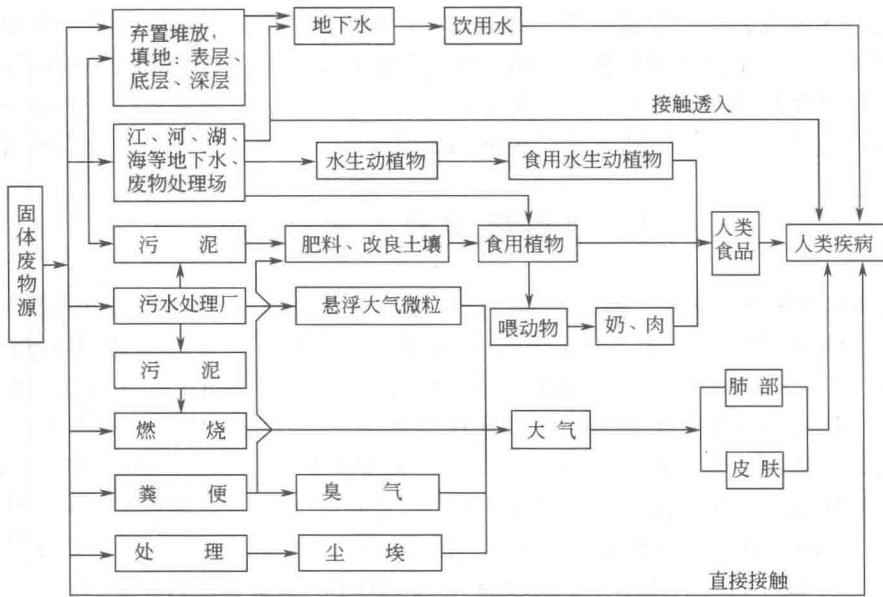 弃置堆放，
填地：表层、
底层、深层
地下水
饮用水
接触透入
江、河、湖、
海等地下水、
废物处理场
水生动植物
食用水生动植物
固体废物源
污 泥
肥料、改良土壤
食用植物
人类
食品
人类疾病
污水处理厂
悬浮大气微粒
喂动物
奶、肉
污 泥
肺 部
燃 烧
大 气
皮 肤
粪 便
臭 气
处 理
尘 埃
直接接触